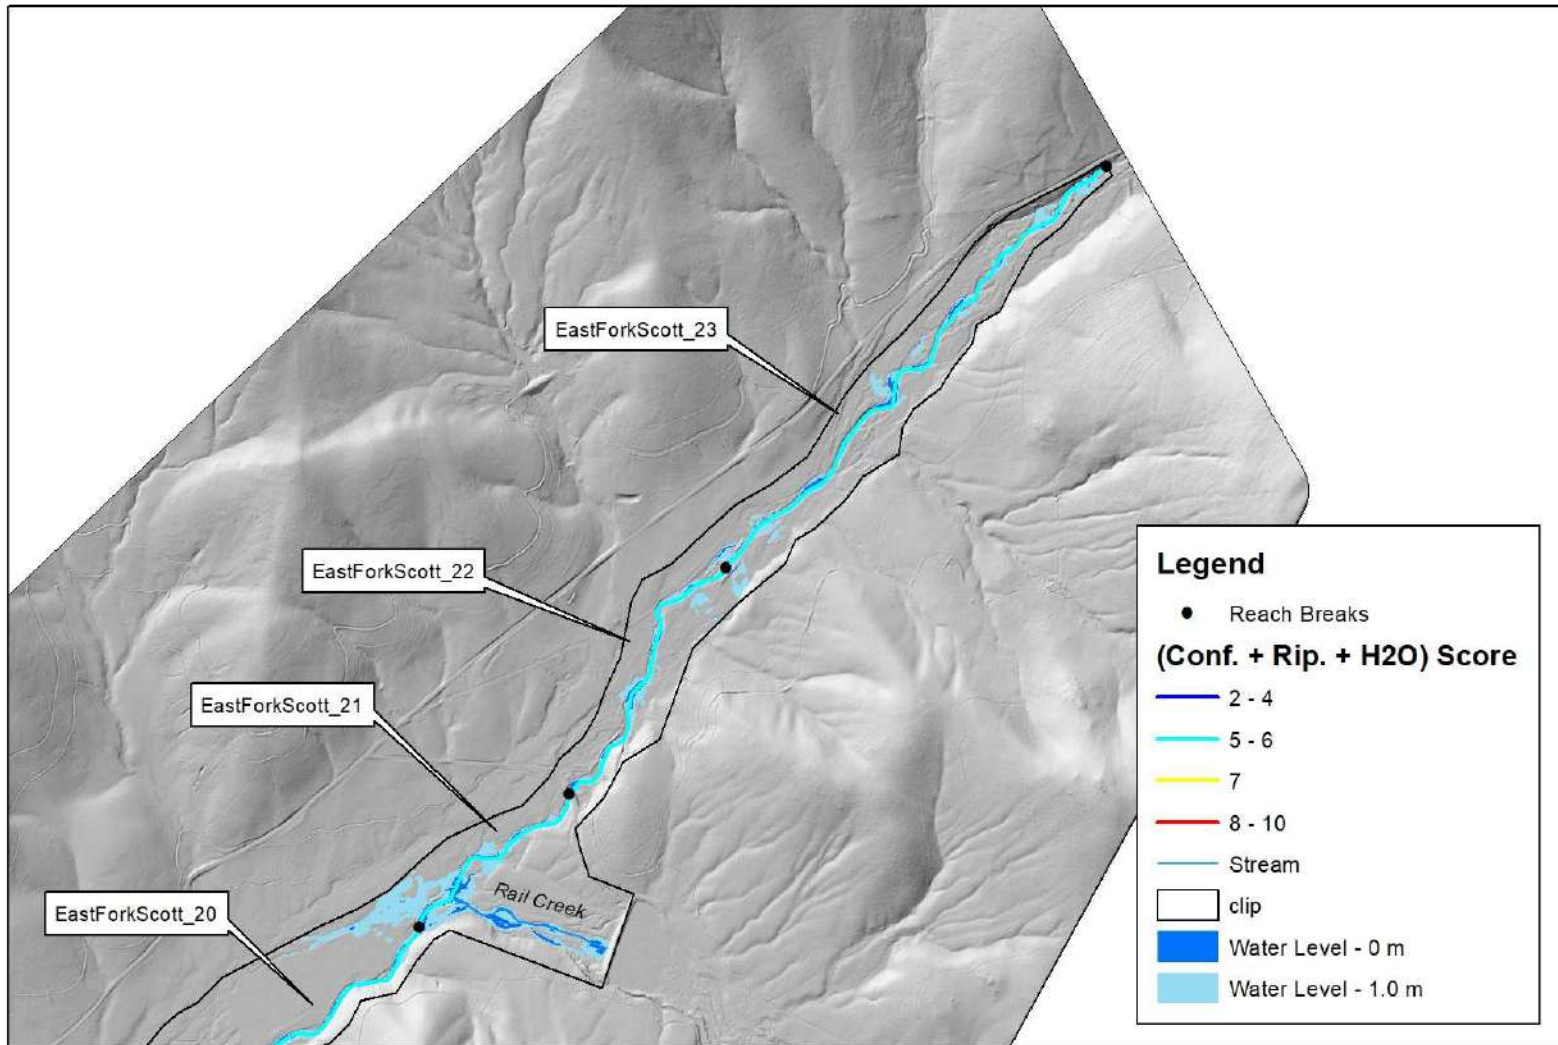 EastForkScott_23
EastForkScott_22
EastForkScott_21
Rail Creek
EastForkScott_20
Legend
Reach Breaks
(Conf. + Rip. + H2O) Score
2 - 4
5 - 6
7
8 - 10
Stream
clip
Water Level - 0 m
Water Level - 1.0 m